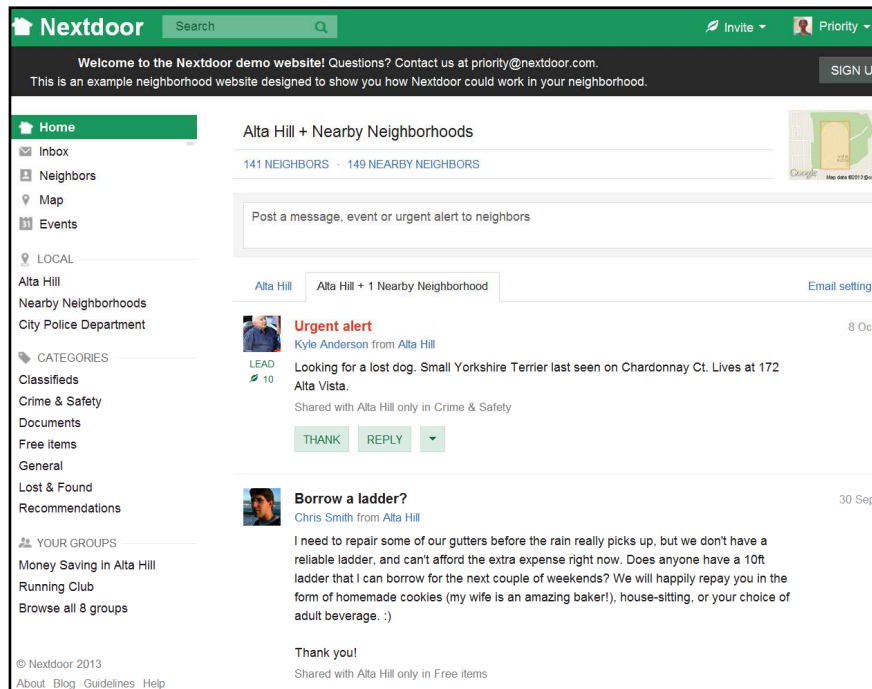 Nextdoor
Search
Invite
Priority
Welcome to the Nextdoor demo website! Questions? Contact us at priority@nextdoor.com.
This is an example neighborhood website designed to show you how Nextdoor could work in your neighborhood.
SIGN U
Home
Inbox
Neighbors
Map
31 Events
LOCAL
Alta Hill
Nearby Neighborhoods
City Police Department
CATEGORIES
Classifieds
Crime & Safety
Documents
Free items
General
Lost & Found
Recommendations
YOUR GROUPS
Money Saving in Alta Hill
Running Club
Browse all 8 groups
© Nextdoor 2013
About Blog Guidelines Help
Alta Hill + Nearby Neighborhoods
141 NEIGHBORS · 149 NEARBY NEIGHBORS
Google
Map data ©2013
Post a message, event or urgent alert to neighbors
Alta Hill
Alta Hill + 1 Nearby Neighborhood
Email setting
Urgent alert
8 Oc
Kyle Anderson from Alta Hill
LEAD
10
Looking for a lost dog. Small Yorkshire Terrier last seen on Chardonnay Ct. Lives at 172
Alta Vista.
Shared with Alta Hill only in Crime & Safety
THANK
REPLY
Borrow a ladder?
30 Sep
Chris Smith from Alta Hill
I need to repair some of our gutters before the rain really picks up, but we don't have a
reliable ladder, and can't afford the extra expense right now. Does anyone have a 10ft
ladder that I can borrow for the next couple of weekends? We will happily repay you in the
form of homemade cookies (my wife is an amazing baker!), house-sitting, or your choice of
adult beverage. :)
Thank you!
Shared with Alta Hill only in Free items